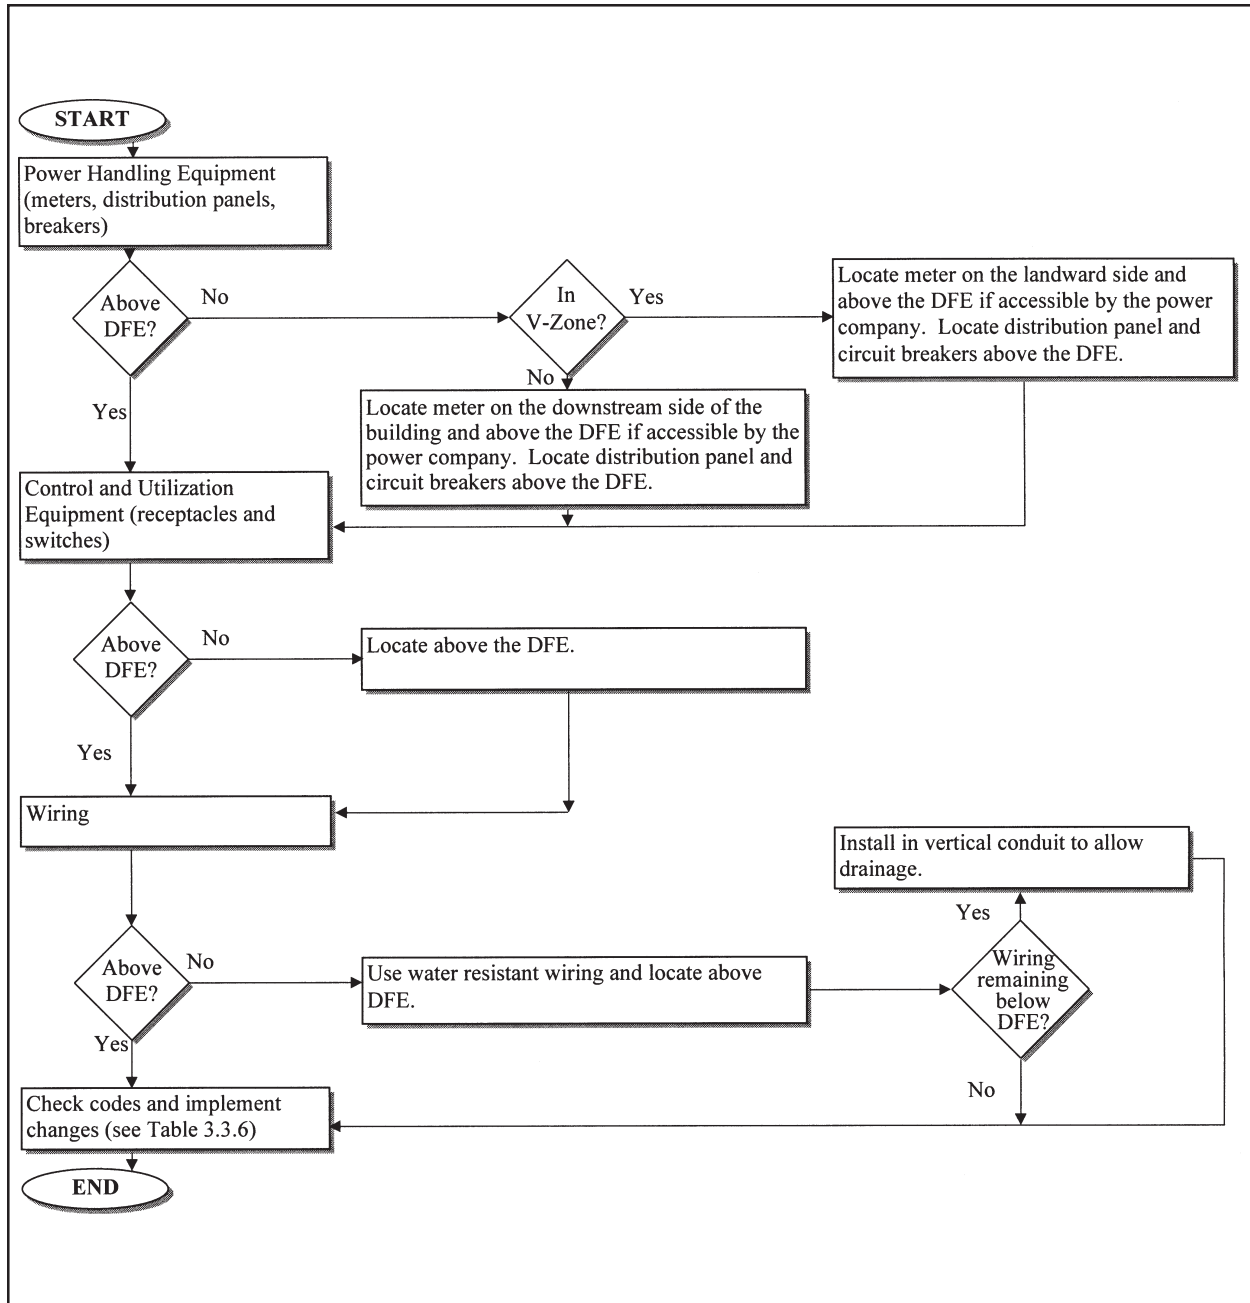 START
Power Handling Equipment
(meters, distribution panels,
breakers)
Above
DFE?
No
In
V-Zone?
Yes
Locate meter on the landward side and
above the DFE if accessible by the power
company.  Locate distribution panel and
circuit breakers above the DFE.
No
Locate meter on the downstream side of the
building and above the DFE if accessible by the
power company.  Locate distribution panel and
circuit breakers above the DFE.
Yes
Control and Utilization
Equipment (receptacles and
switches)
Above
DFE?
No
Locate above the DFE.
Yes
Wiring
Above
DFE?
No
Use water resistant wiring and locate above
DFE.
Wiring
remaining
below
DFE?
Yes
Install in vertical conduit to allow
drainage.
No
Yes
Check codes and implement
changes (see Table 3.3.6)
END